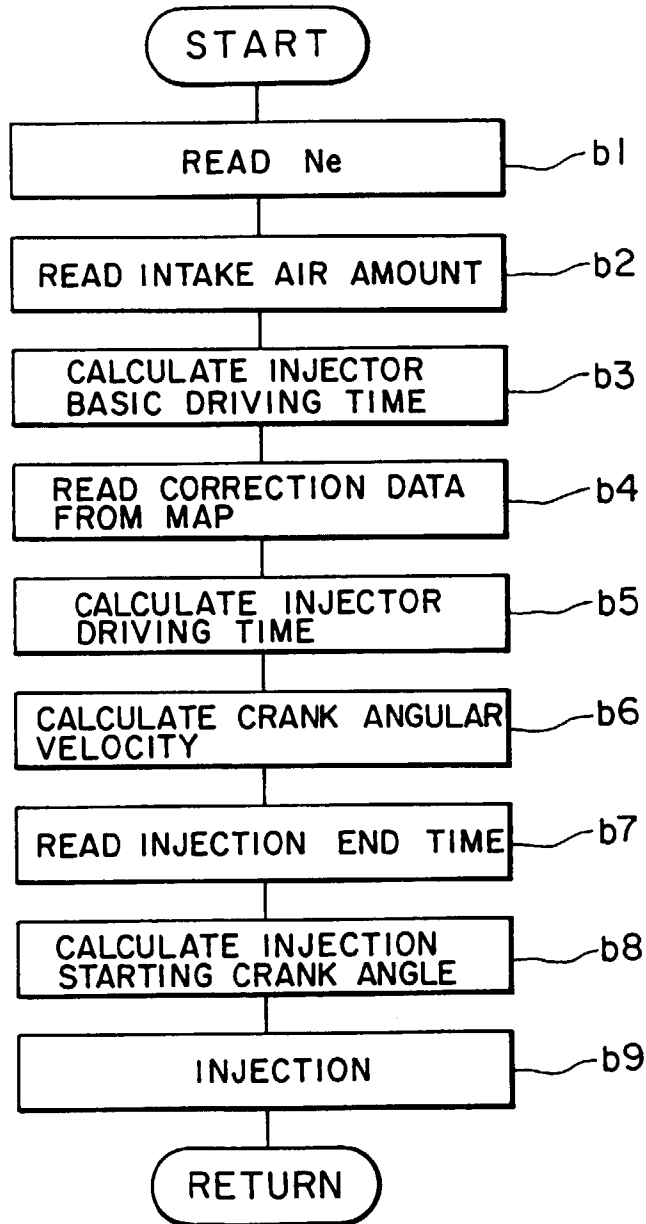 START
READ Ne
b1
READ INTAKE AIR AMOUNT
b2
CALCULATE INJECTOR
BASIC DRIVING TIME
b3
READ CORRECTION DATA
FROM MAP
b4
CALCULATE INJECTOR
DRIVING TIME
b5
CALCULATE CRANK ANGULAR
VELOCITY
b6
READ INJECTION END TIME
b7
CALCULATE INJECTION
STARTING CRANK ANGLE
b8
INJECTION
b9
RETURN